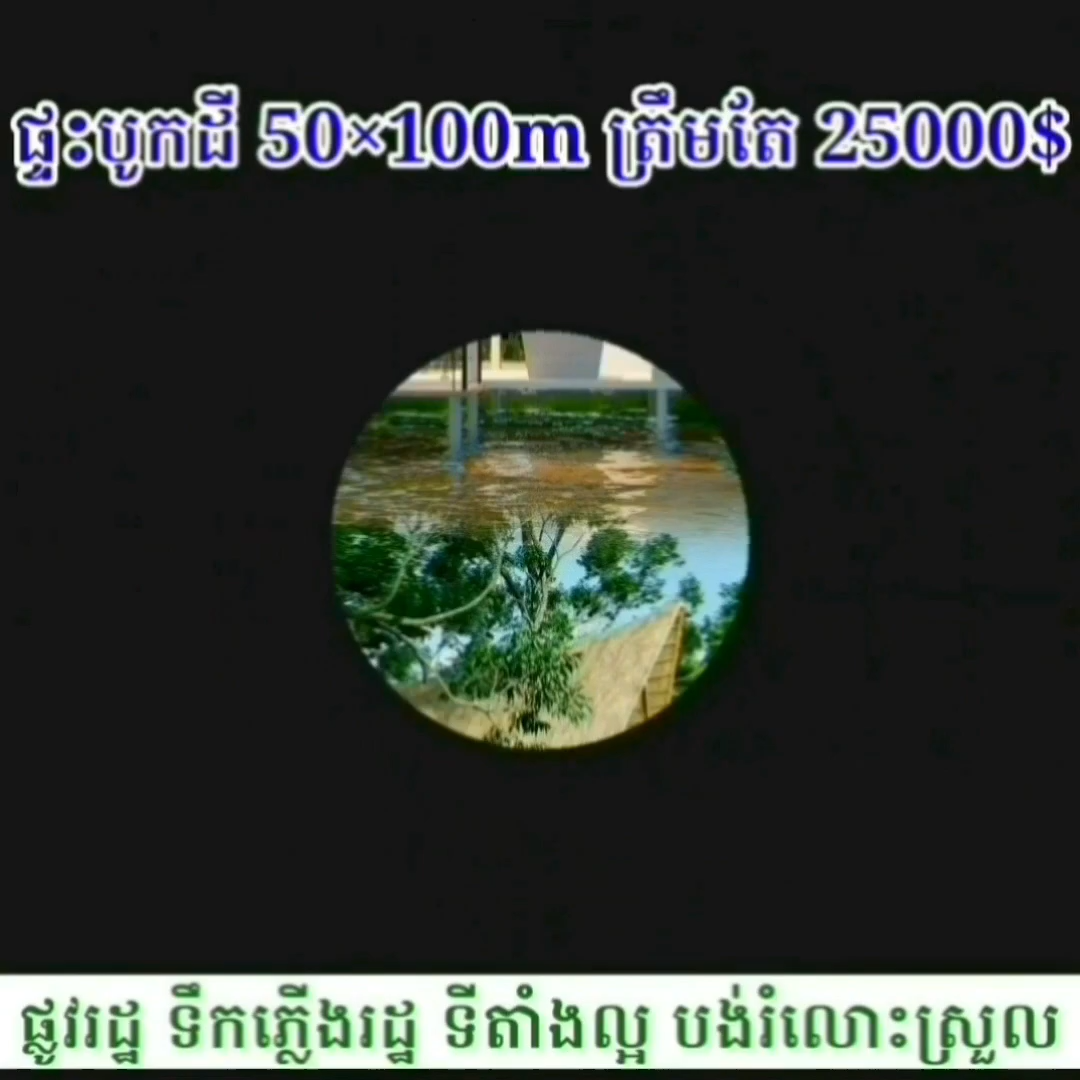 ផ្ទះបូកដី 50×100m ត្រឹមតែ 25000$
ផ្លូវរដ្ឋ ទឹកភ្លើងរដ្ឋ ទីតាំងល្អ បង់រំលោះស្រួល